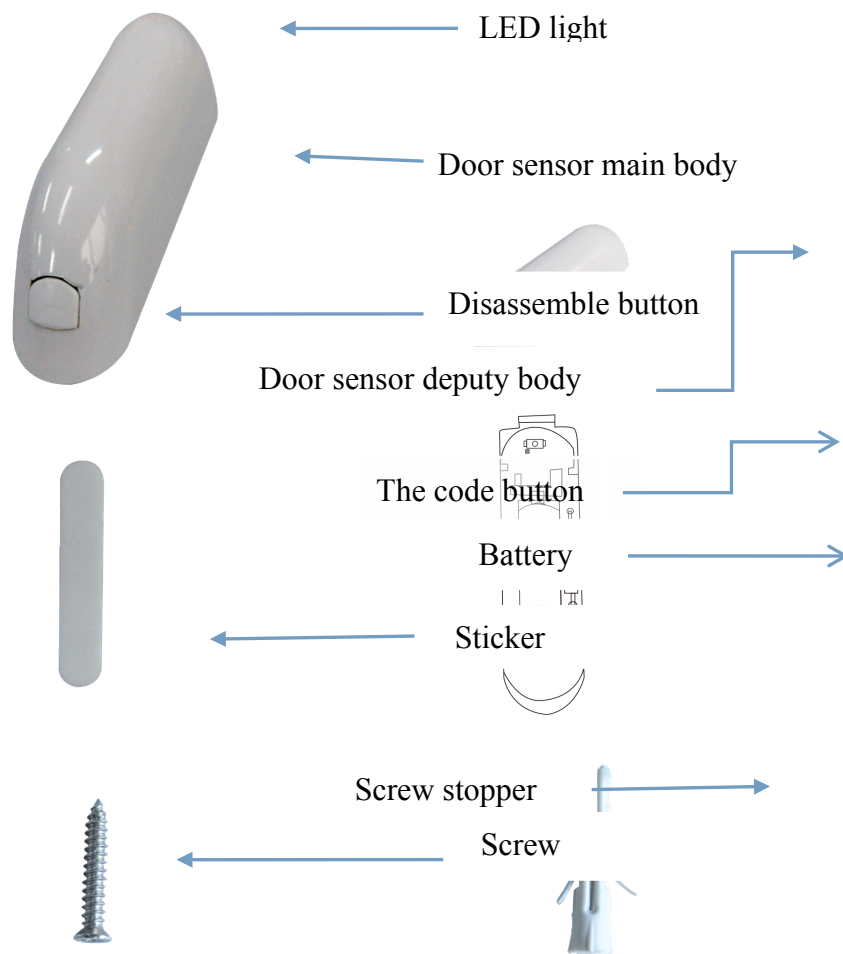 LED light
Door sensor main body
Disassemble button
Door sensor deputy body
The code button
Battery
Sticker
Screw stopper
Screw